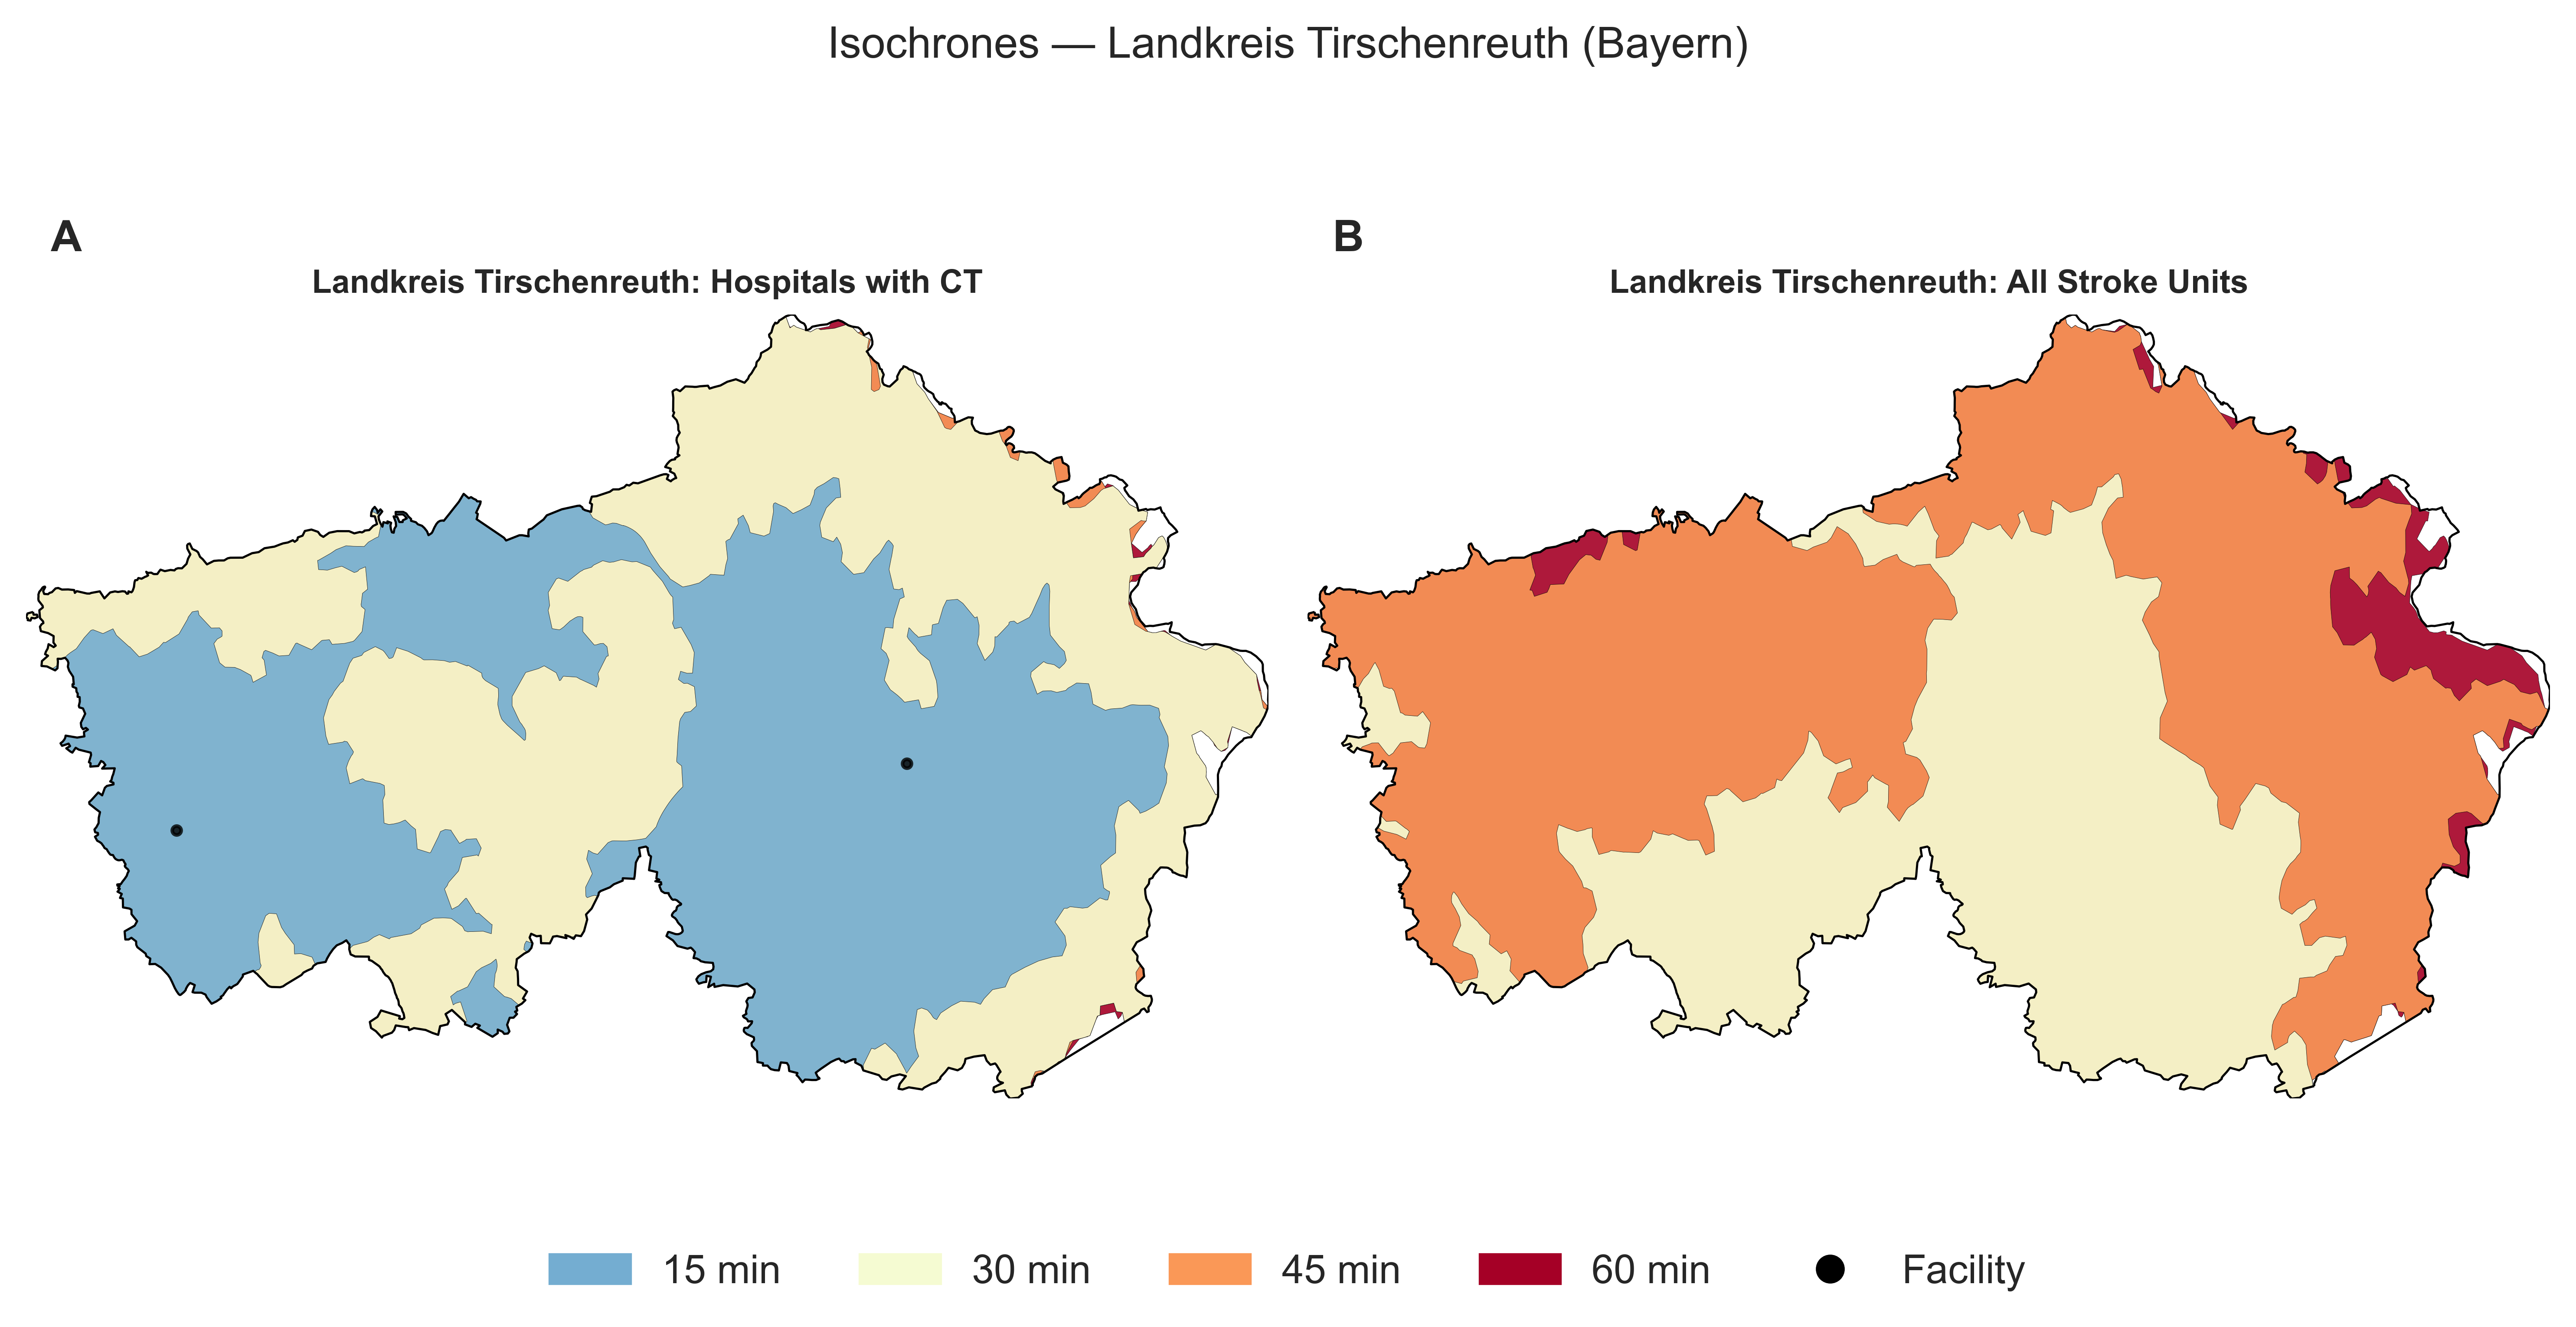 Isochrones — Landkreis Tirschenreuth (Bayern)
A
Landkreis Tirschenreuth: Hospitals with CT
B
Landkreis Tirschenreuth: All Stroke Units
15 min
30 min
45 min
60 min
Facility